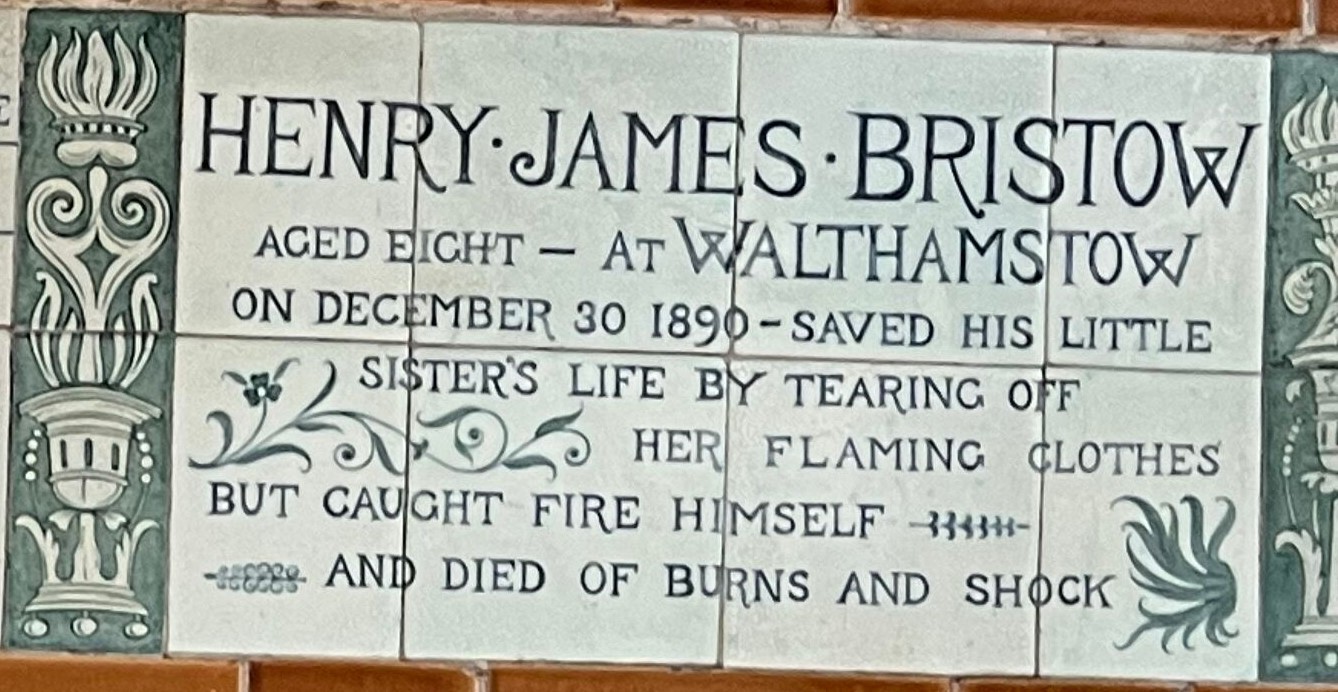 HENRY·JAMES·BRISTOW
AGED EIGHT — AT WALTHAMSTOW
ON DECEMBER 30 1890-SAVED HIS LITTLE
SISTER'S LIFE BY TEARING OFF
HER FLAMING CLOTHES
BUT CAUGHT FIRE HIMSELF
AND DIED OF BURNS AND SHOCK